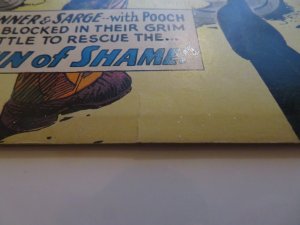 NNER & SARGE--with POOCH
BLOCKED IN THEIR GRIM
TTLE TO RESCUE THE...
N of SHAME!